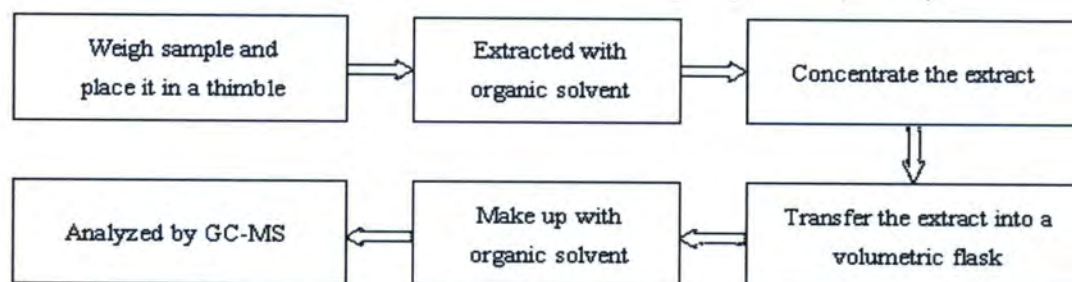 Weigh sample and
place it in a thimble
Extracted with
organic solvent
Concentrate the extract
Transfer the extract into a
volumetric flask
Make up with
organic solvent
Analyzed by GC-MS